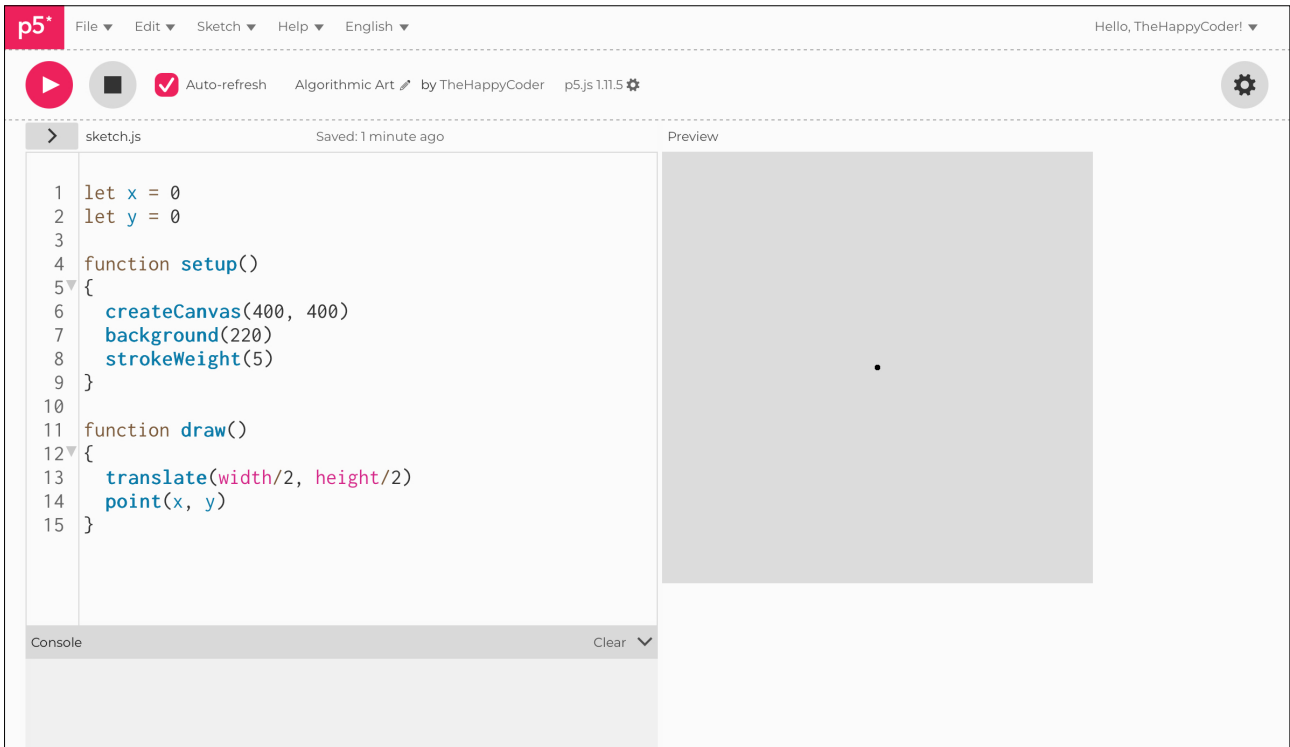 p5* File Edit Sketch Help English Hello, TheHappyCoder!
Auto-refresh Algorithmic Art by TheHappyCoder p5.js 1.11.5
sketch.js Saved: 1 minute ago Preview
1 let x = 0
2 let y = 0
3
4 function setup()
5 {
6 createCanvas(400, 400)
7 background(220)
8 strokeWeight(5)
9 }
10
11 function draw()
12 {
13 translate(width/2, height/2)
14 point(x, y)
15 }
Console Clear